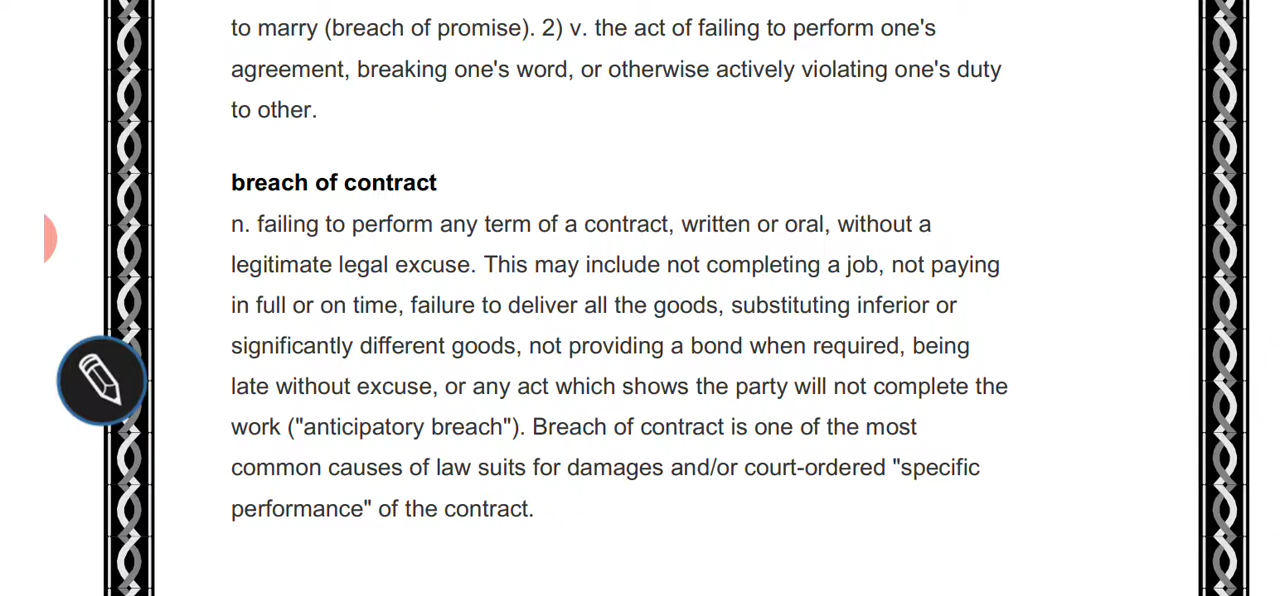 to marry (breach of promise). 2) v. the act of failing to perform one's
agreement, breaking one's word, or otherwise actively violating one's duty
to other.
breach of contract
n. failing to perform any term of a contract, written or oral, without a
legitimate legal excuse. This may include not completing a job, not paying
in full or on time, failure to deliver all the goods, substituting inferior or
significantly different goods, not providing a bond when required, being
late without excuse, or any act which shows the party will not complete the
work ("anticipatory breach"). Breach of contract is one of the most
common causes of law suits for damages and/or court-ordered "specific
performance" of the contract.